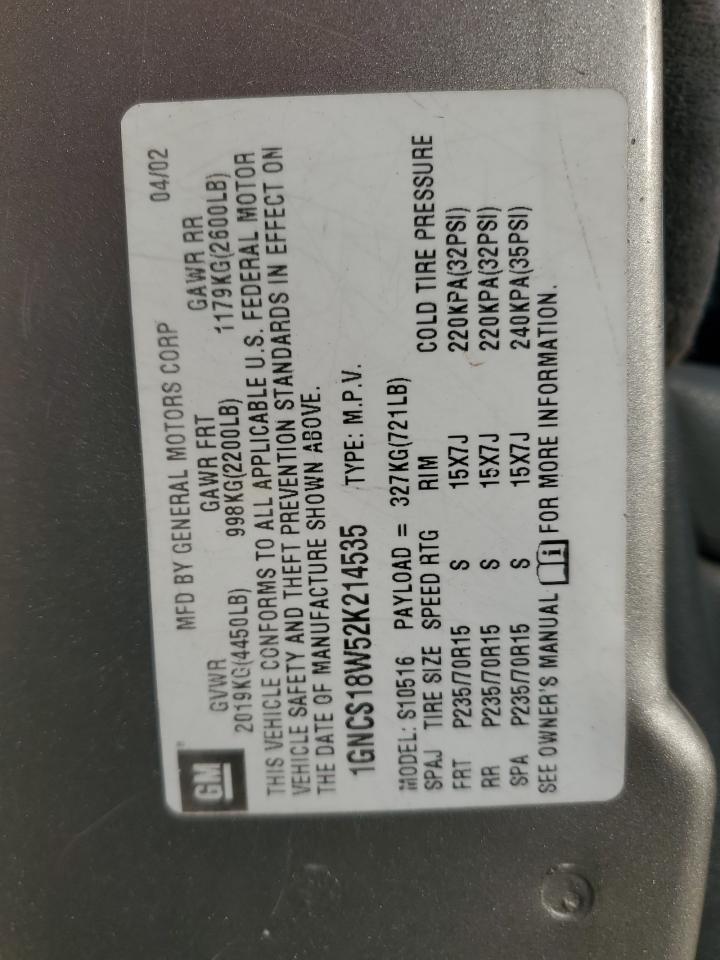 GM®
MFD BY GENERAL MOTORS CORP 04/02
GVWR GAWR FRT GAWR RR
2019KG(4450LB) 998KG(2200LB) 1179KG(2600LB)
THIS VEHICLE CONFORMS TO ALL APPLICABLE U.S. FEDERAL MOTOR
VEHICLE SAFETY AND THEFT PREVENTION STANDARDS IN EFFECT ON
THE DATE OF MANUFACTURE SHOWN ABOVE.
1GNCS18W52K214535 TYPE: M.P.V.
MODEL: S10516 PAYLOAD = 327KG(721LB)
SPAJ TIRE SIZE SPEED RTG RIM COLD TIRE PRESSURE
FRT P235/70R15 S 15X7J 220KPA(32PSI)
RR P235/70R15 S 15X7J 220KPA(32PSI)
SPA P235/70R15 S 15X7J 240KPA(35PSI)
SEE OWNER'S MANUAL i FOR MORE INFORMATION.